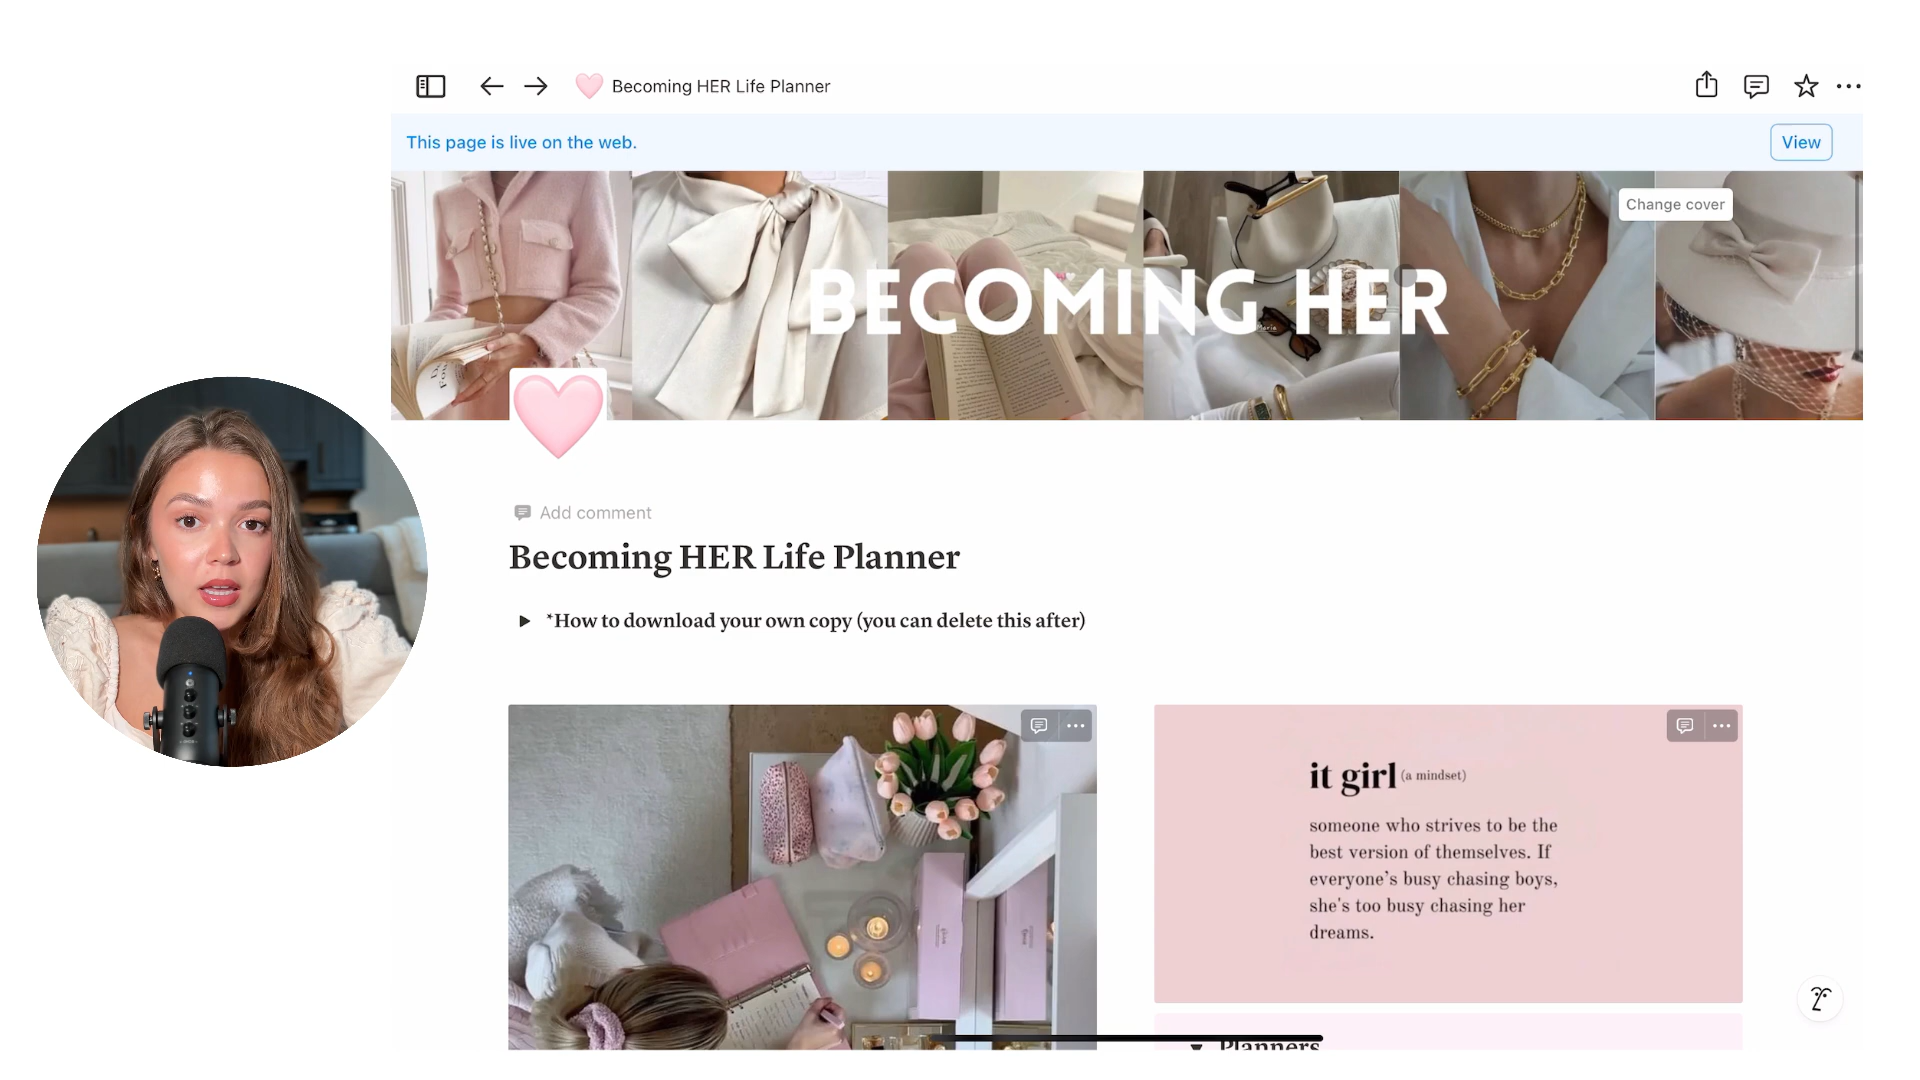 Becoming HER Life Planner
This page is live on the web.
View
Change cover
BECOMING HER
Maria
Add comment
Becoming HER Life Planner
*How to download your own copy (you can delete this after)
it girl (a mindset)
someone who strives to be the
best version of themselves. If
everyone's busy chasing boys,
she's too busy chasing her
dreams.
Planners